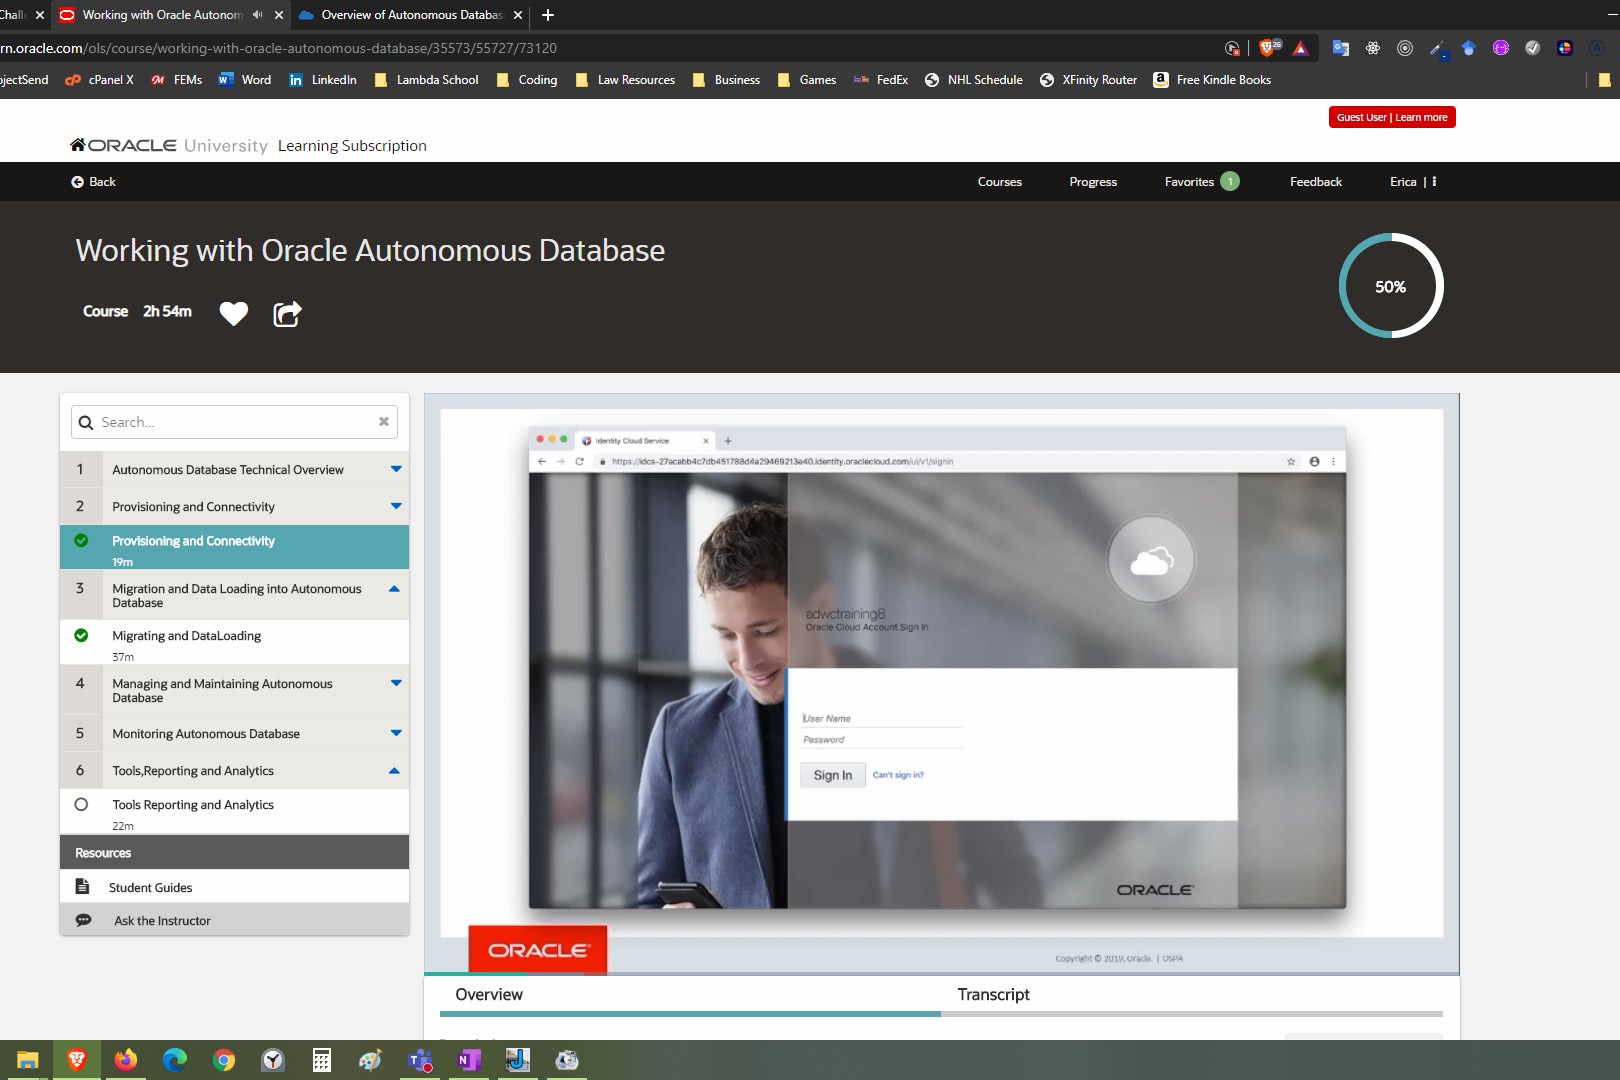 Challe
Working with Oracle Autonom
Overview of Autonomous Databas
rn.oracle.com/ols/course/working-with-oracle-autonomous-database/35573/55727/73120
26
ojectSend
cPanel X
FEMs
Word
LinkedIn
Lambda School
Coding
Law Resources
Business
Games
FedEx
NHL Schedule
XFinity Router
Free Kindle Books
Guest User | Learn more
ORACLE University Learning Subscription
Back
Courses
Progress
Favorites 1
Feedback
Erica |
Working with Oracle Autonomous Database
Course 2h 54m
50%
Search...
1 Autonomous Database Technical Overview
2 Provisioning and Connectivity
Provisioning and Connectivity
19m
3 Migration and Data Loading into Autonomous
Database
Migrating and DataLoading
37m
4 Managing and Maintaining Autonomous
Database
5 Monitoring Autonomous Database
6 Tools,Reporting and Analytics
Tools Reporting and Analytics
22m
Resources
Student Guides
Ask the Instructor
Identity Cloud Service
https://idcs-27ecabb4c7db451788d4a29469213e40.identity.oraclecloud.com/ui/v1/signin
adwctraining8
Oracle Cloud Account Sign In
User Name
Password
Sign In
Can't sign in?
ORACLE
ORACLE
Copyright © 2019, Oracle. | OSPA
Overview
Transcript